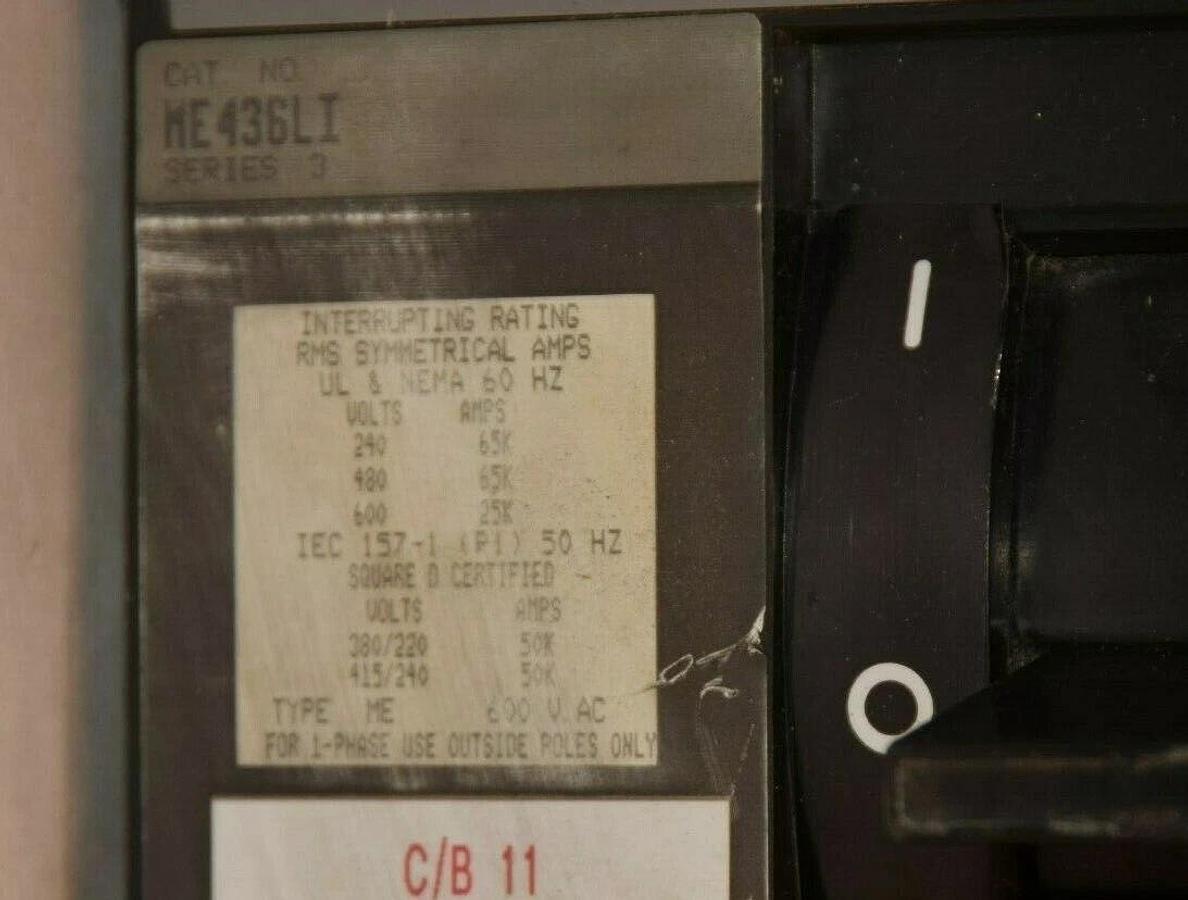 CAT. NO.
ME436LI
SERIES 3
INTERRUPTING RATING
RMS SYMMETRICAL AMPS
UL & NEMA 60 HZ
VOLTS AMPS
240 65K
480 65K
600 25K
IEC 157-1 (P1) 50 HZ
SQUARE D CERTIFIED
VOLTS AMPS
380/220 50K
415/240 50K
TYPE ME 600 V. AC
FOR 1-PHASE USE OUTSIDE POLES ONLY
C/B 11
I
O